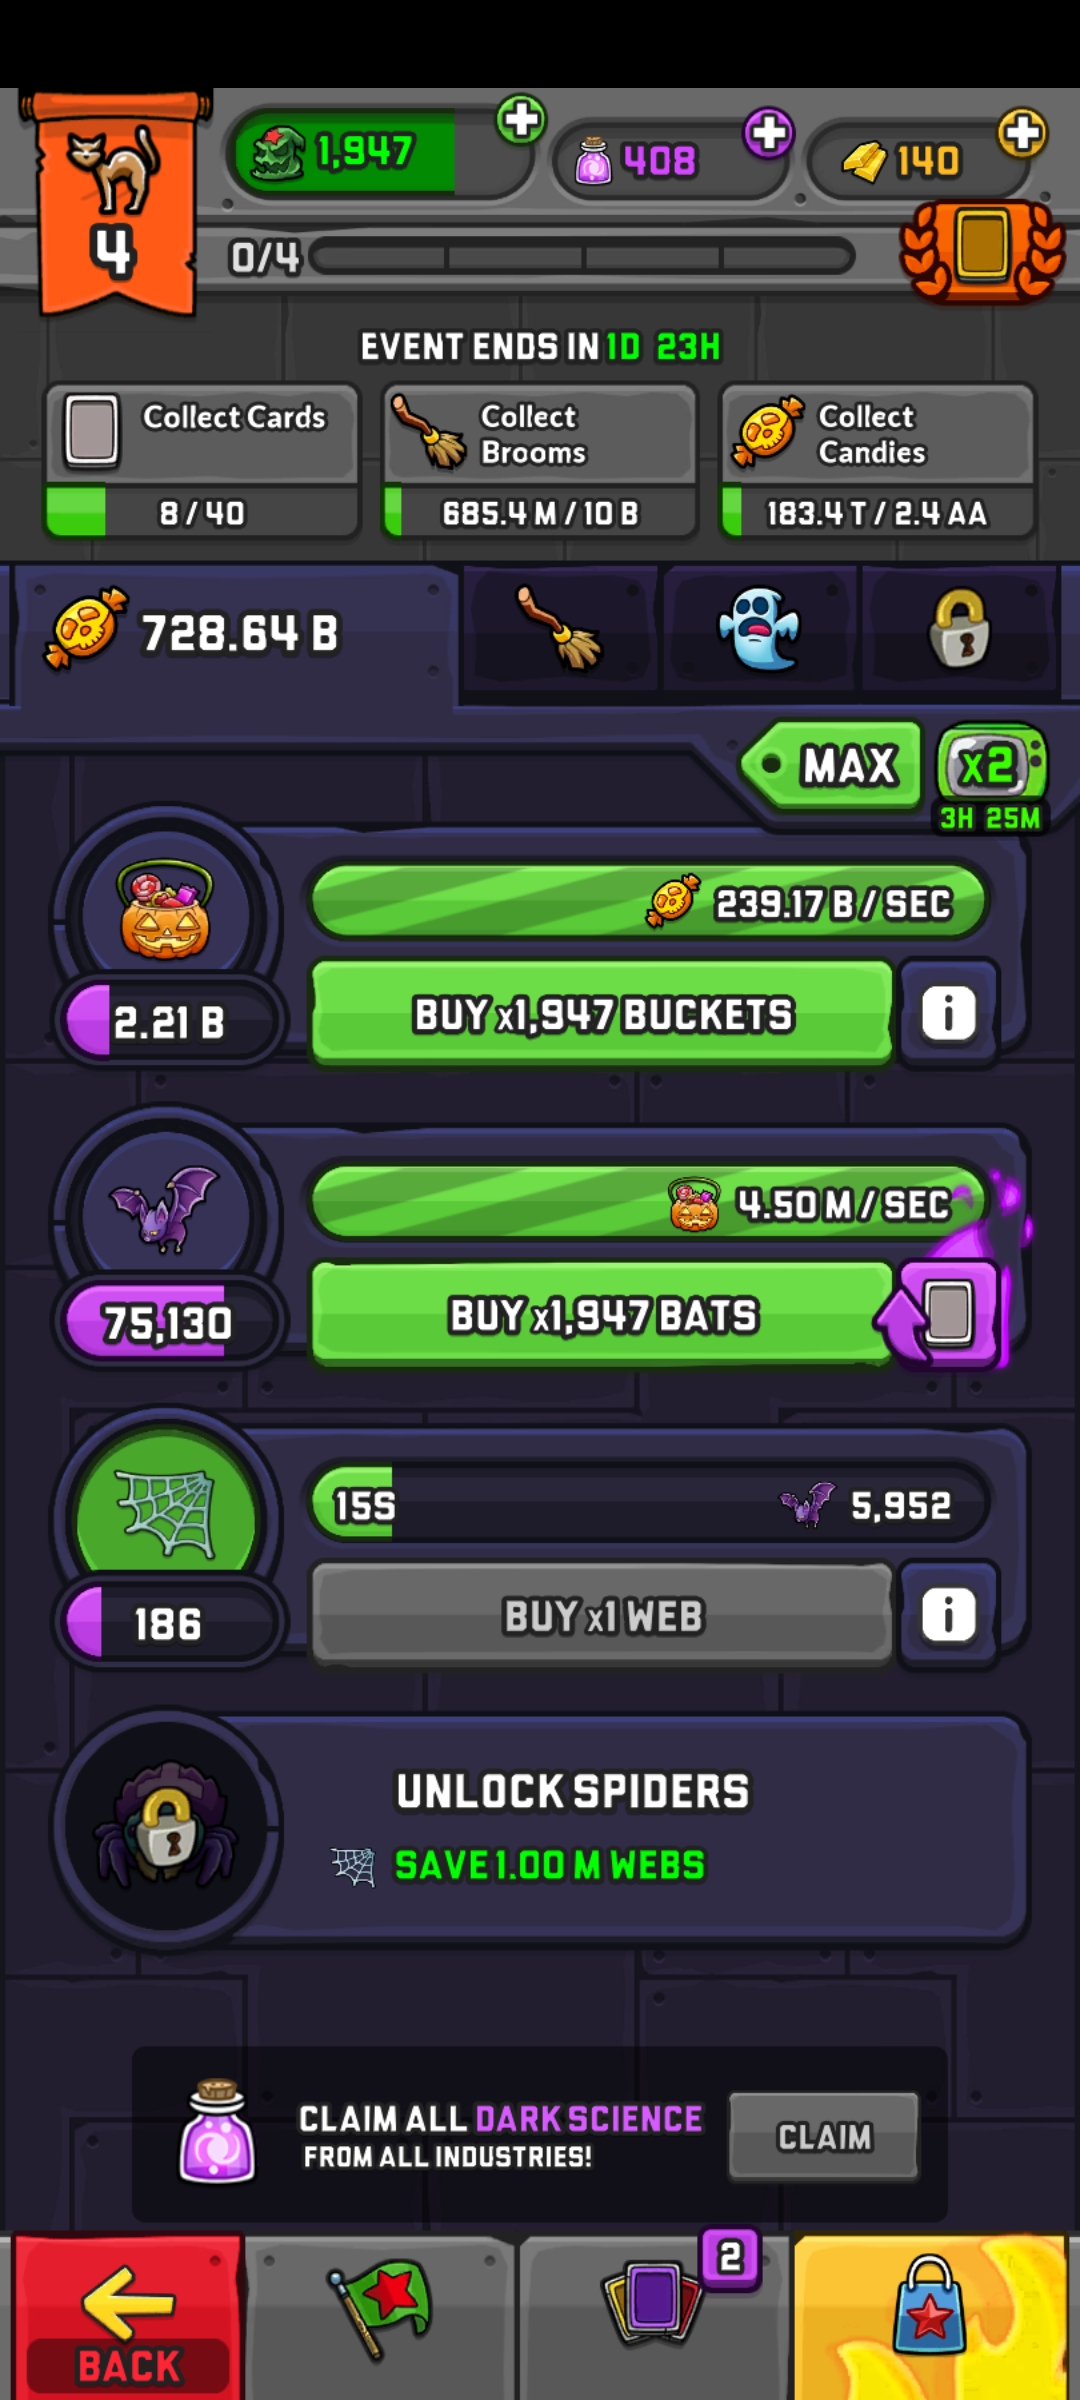 1,947
408
140
4
0/4
EVENT ENDS IN 1D 23H
Collect Cards
8 / 40
Collect
Brooms
685.4 M / 10 B
Collect
Candies
183.4 T / 2.4 AA
728.64 B
MAX
x2
3H 25M
239.17 B / SEC
2.21 B
BUY x1,947 BUCKETS
i
4.50 M / SEC
75,130
BUY x1,947 BATS
15S
5,952
186
BUY x1 WEB
i
UNLOCK SPIDERS
SAVE 1.00 M WEBS
CLAIM ALL DARK SCIENCE
FROM ALL INDUSTRIES!
CLAIM
BACK
2